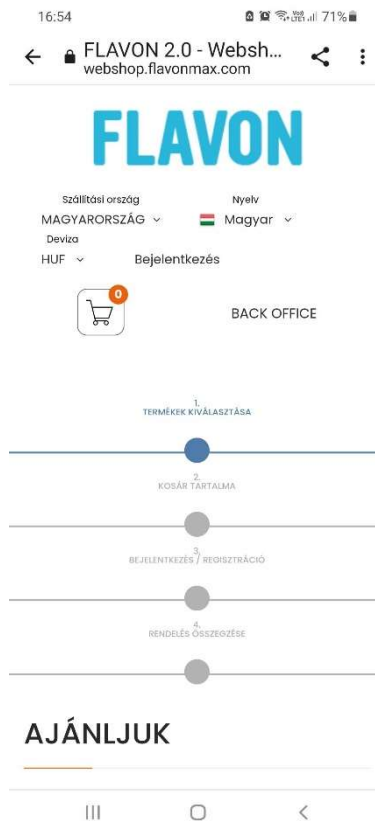 16:54
71%
FLAVON 2.0 - Websh...
webshop.flavonmax.com
FLAVON
Szállítási ország
Nyelv
MAGYARORSZÁG
Magyar
Deviza
HUF
Bejelentkezés
0
BACK OFFICE
1.
TERMÉKEK KIVÁLASZTÁSA
2.
KOSÁR TARTALMA
3.
BEJELENTKEZÉS / REGISZTRÁCIÓ
4.
RENDELÉS ÖSSZEGZÉSE
AJÁNLJUK